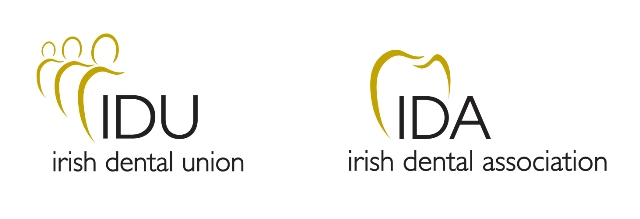 IDU
irish dental union
IDA
irish dental association